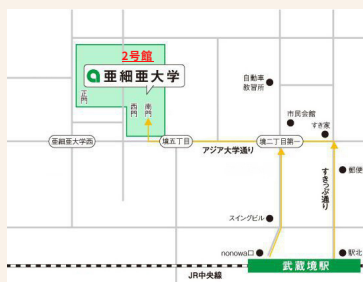 2号館
亜細亜大学
正門
西門
南門
自動車
教習所
市民会館
すき家
亜細亜大学西
境五丁目
境二丁目第一
アジア大学通り
郵便
すきっぷ通り
スイングビル
nonowa口
駅北
武蔵境駅
JR中央線